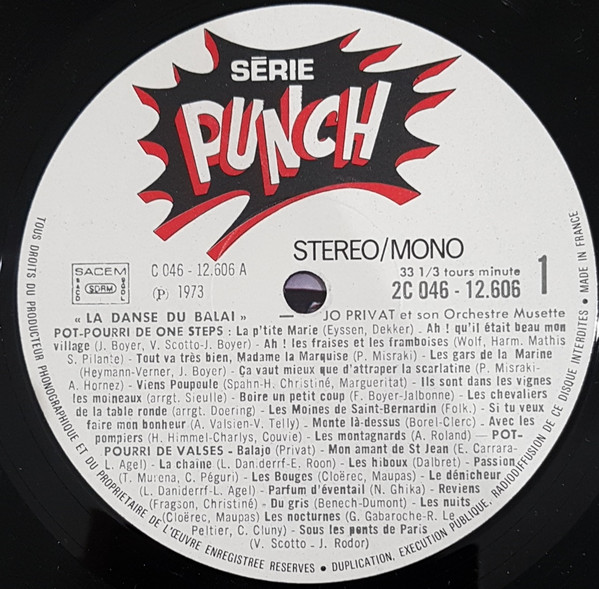 SÉRIE
PUNCH
STEREO/MONO
SACEM
SACD
SDRM
SGDL
C 046 - 12.606 A
33 1/3 tours minute
1
(P) 1973
2C 046 - 12.606
« LA DANSE DU BALAI » — JO PRIVAT et son Orchestre Musette
POT-POURRI DE ONE STEPS : La p'tite Marie (Eyssen, Dekker) - Ah ! qu'il était beau mon
village (J. Boyer, V. Scotto-J. Boyer) - Ah ! les fraises et les framboises (Wolf, Harm. Mathis
S. Pilante) - Tout va très bien, Madame la Marquise (P. Misraki) - Les gars de la Marine
(Heymann-Verner, J. Boyer) - Ça vaut mieux que d'attraper la scarlatine (P. Misraki-
A. Hornez) - Viens Poupoule (Spahn-H. Christiné, Margueritat) - Ils sont dans les vignes
les moineaux (arrgt. Sieulle) - Boire un petit coup (F. Boyer-Jalbonne) - Les chevaliers
de la table ronde (arrgt. Doering) - Les Moines de Saint-Bernardin (Folk.) - Si tu veux
faire mon bonheur (A. Valsien-V. Telly) - Monte là-dessus (Borel-Clerc) - Avec les
pompiers (H. Himmel-Charlys, Couvie) - Les montagnards (A. Roland) — POT-
POURRI DE VALSES - Balajo (Privat) - Mon amant de St Jean (E. Carrara-
L. Agel) - La chaine (L. Danderff-E. Roon) - Les hiboux (Dalbret) - Passion
(T. Murena, C. Péguri) - Les Bouges (Cloërec, Maupas) - Le dénicheur
(L. Daniderff-L. Agel) - Parfum d'éventail (N. Ghika) - Reviens
(Fragson, Christiné) - Du gris (Benech-Dumont) - Les nuits
(Cloërec, Maupas) Les nocturnes (G. Gabaroche-R. Le
Peltier, C. Cluny) - Sous les ponts de Paris
(V. Scotto - J. Rodor)
TOUS DROITS DU PRODUCTEUR PHONOGRAPHIQUE ET DU PROPRIETAIRE DE L'ŒUVRE ENREGISTREE RESERVES • DUPLICATION, EXECUTION PUBLIQUE, RADIODIFFUSION DE CE DISQUE INTERDITES • MADE IN FRANCE